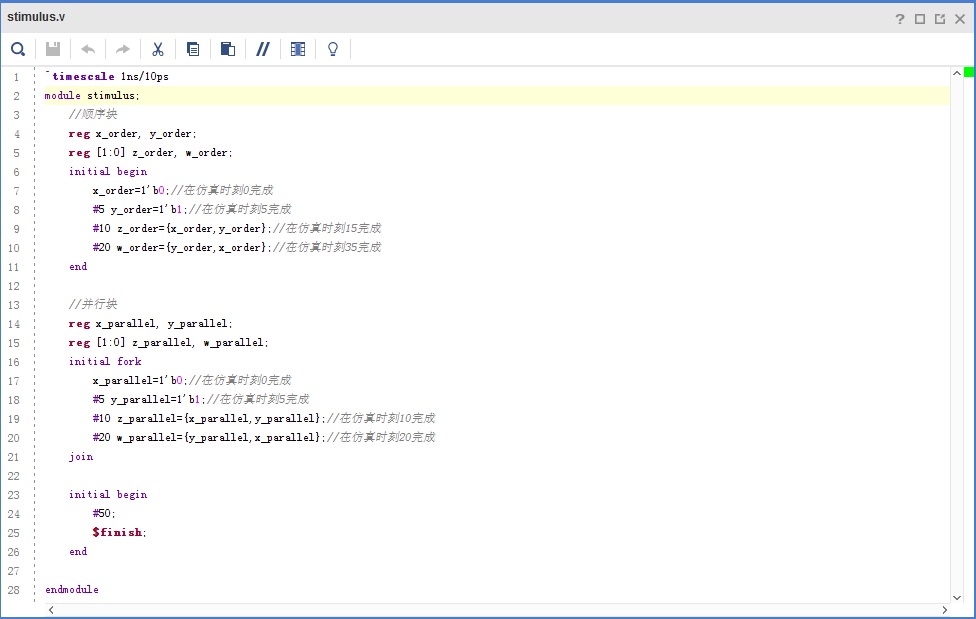 stimulus.v
1 `timescale 1ns/10ps
2 module stimulus;
3 //顺序块
4 reg x_order, y_order;
5 reg [1:0] z_order, w_order;
6 initial begin
7 x_order=1'b0;//在仿真时刻0完成
8 #5 y_order=1'b1;//在仿真时刻5完成
9 #10 z_order={x_order,y_order};//在仿真时刻15完成
10 #20 w_order={y_order,x_order};//在仿真时刻35完成
11 end
12
13 //并行块
14 reg x_parallel, y_parallel;
15 reg [1:0] z_parallel, w_parallel;
16 initial fork
17 x_parallel=1'b0;//在仿真时刻0完成
18 #5 y_parallel=1'b1;//在仿真时刻5完成
19 #10 z_parallel={x_parallel,y_parallel};//在仿真时刻10完成
20 #20 w_parallel={y_parallel,x_parallel};//在仿真时刻20完成
21 join
22
23 initial begin
24 #50;
25 $finish;
26 end
27
28 endmodule